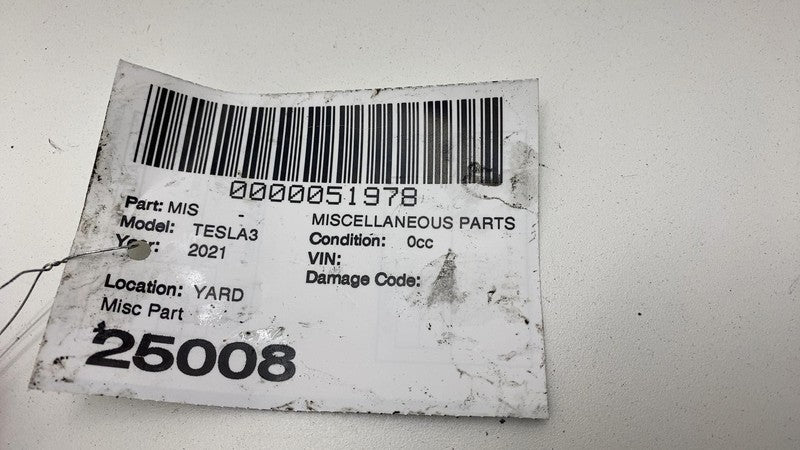 0000051978
Part: MIS - MISCELLANEOUS PARTS
Model: TESLA3 Condition: 0cc
Year: 2021 VIN:
Damage Code:
Location: YARD
Misc Part
*25008